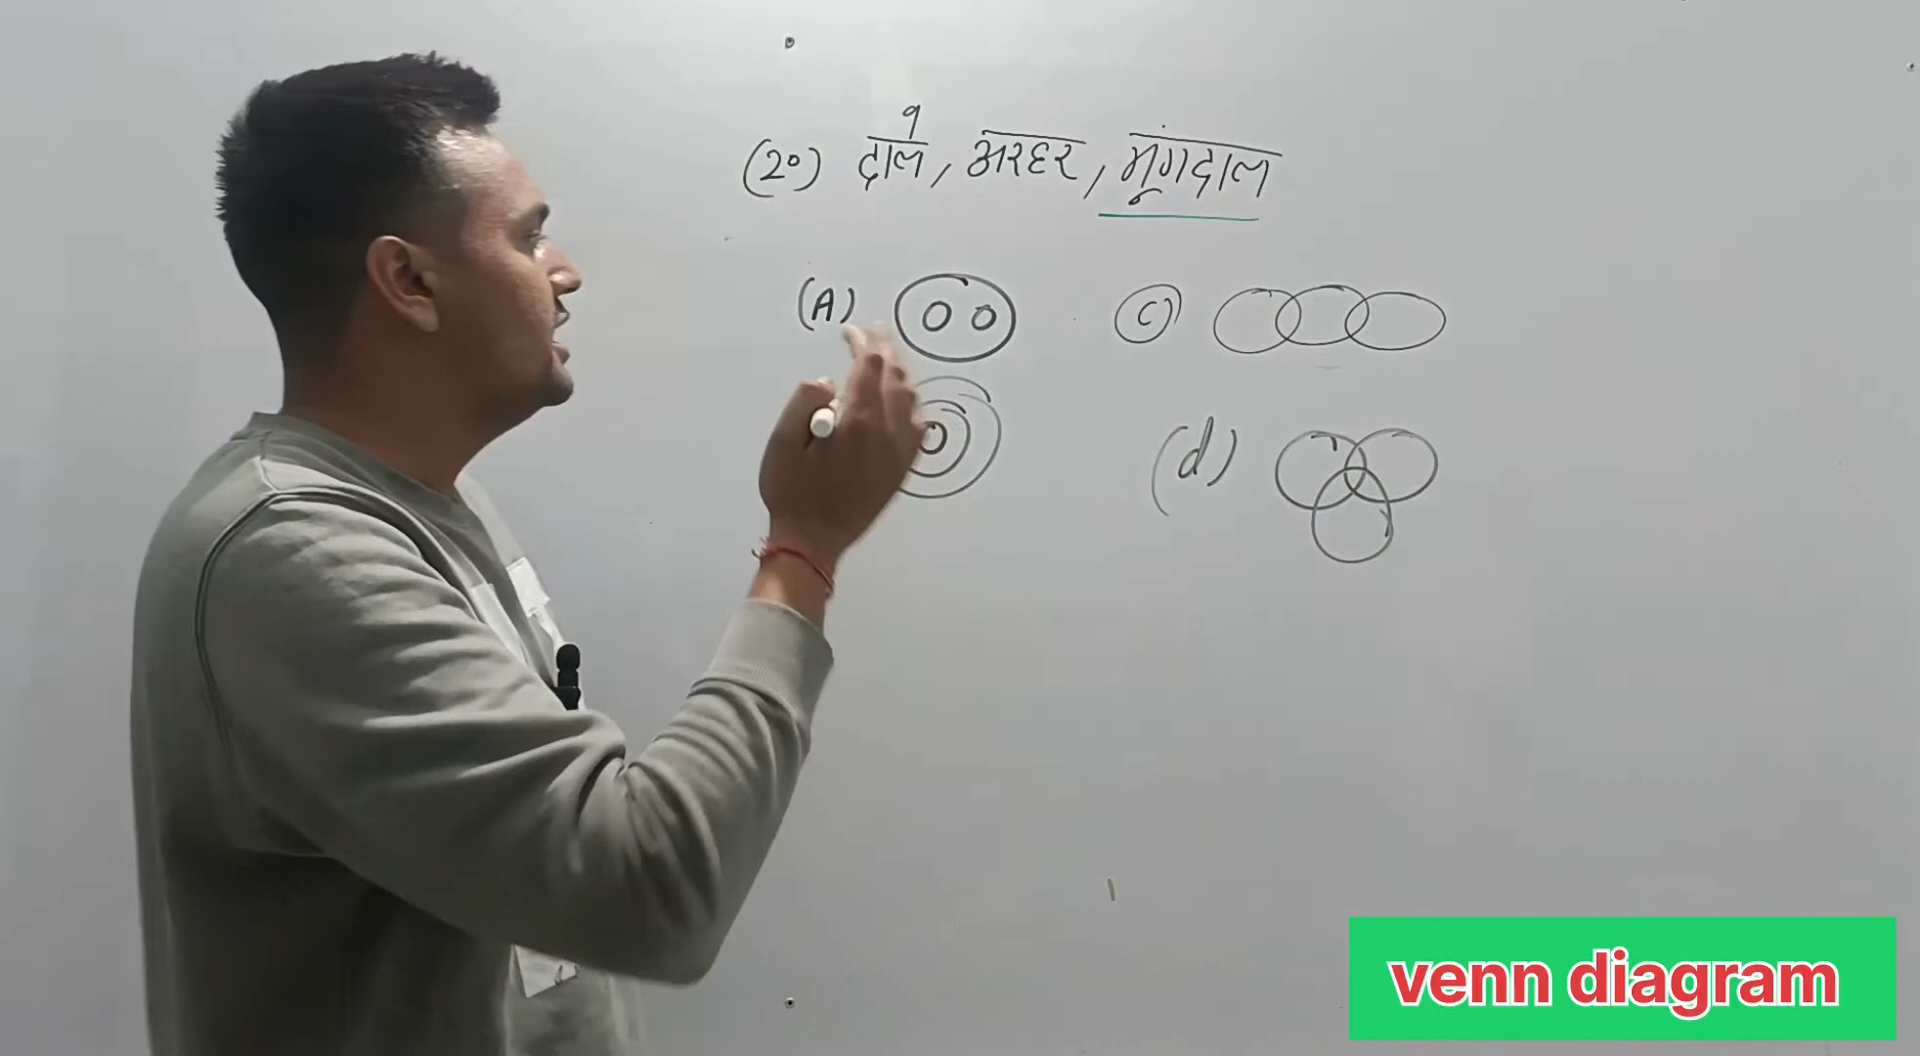 (20) दाल, अरहर, मूंगदाल
(A)
(C)
(d)
venn diagram